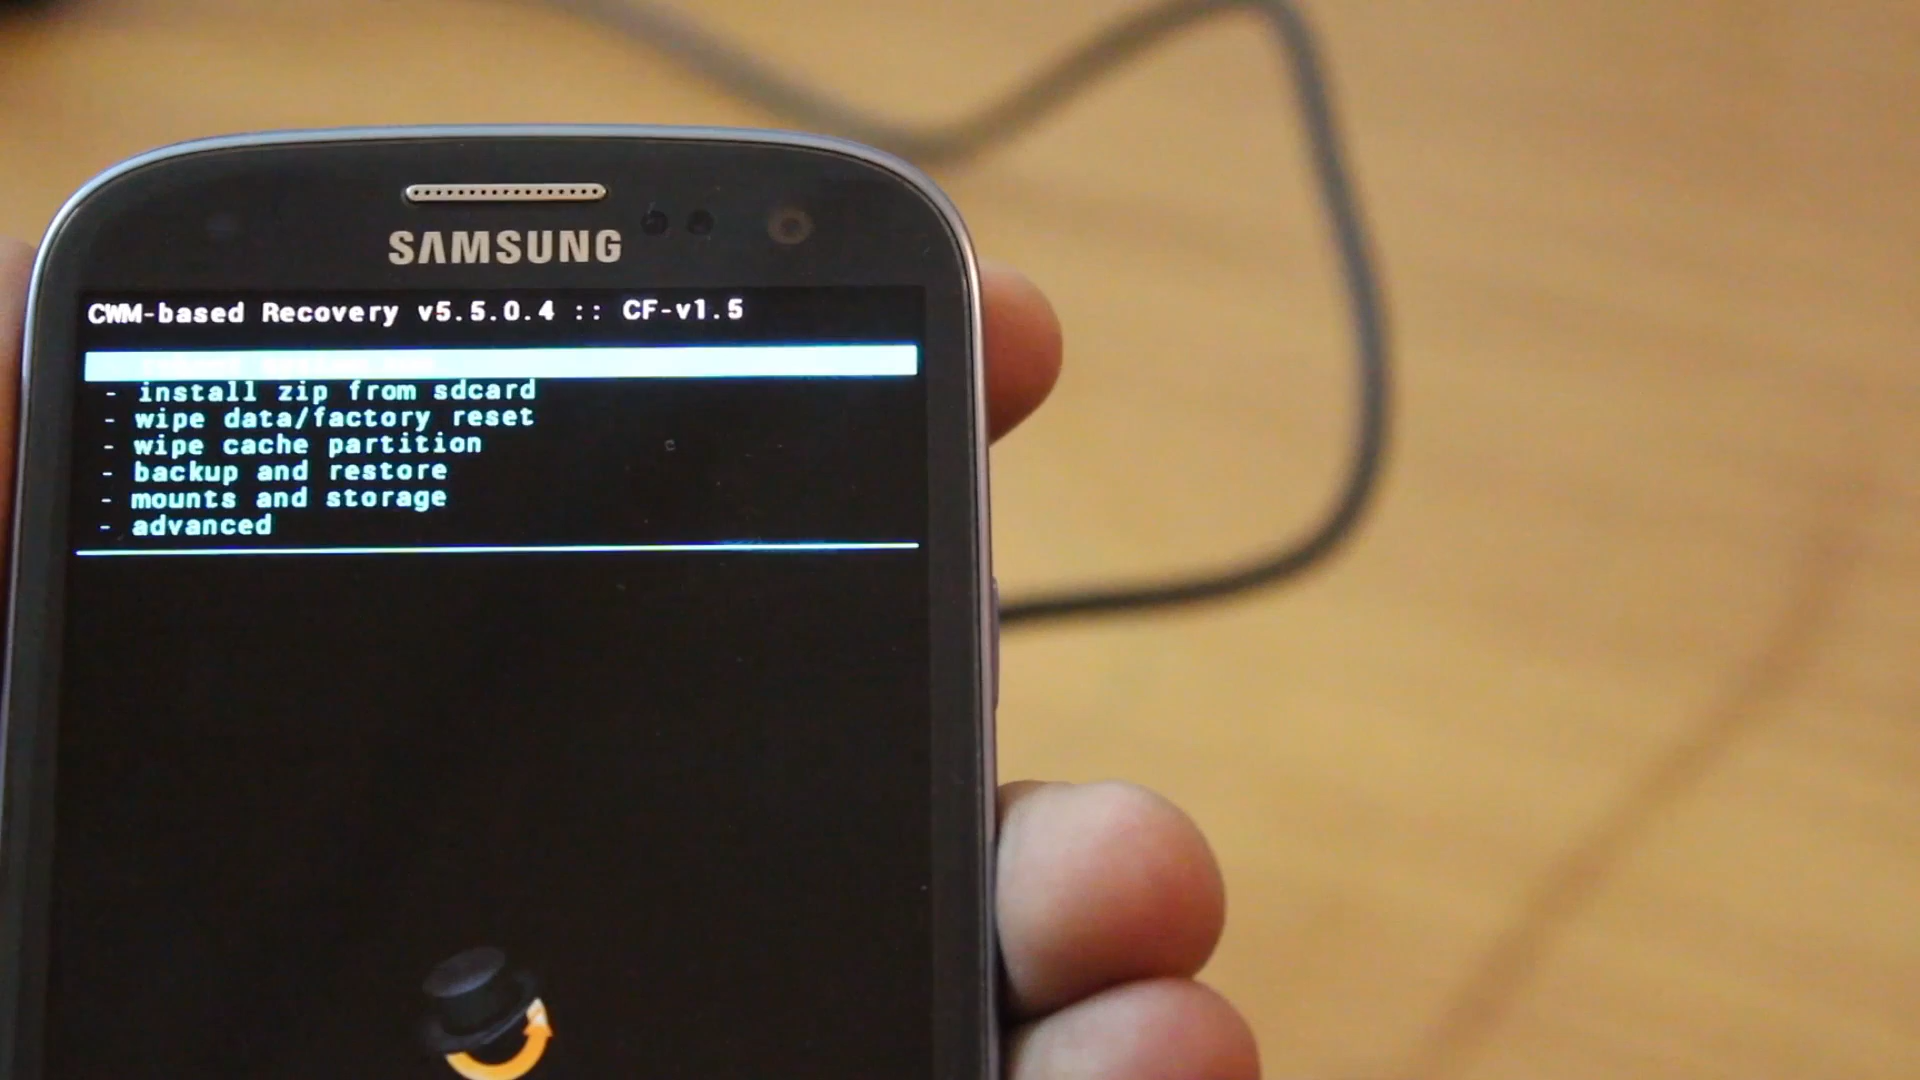 SAMSUNG
CWM-based Recovery v5.5.0.4 :: CF-v1.5
- install zip from sdcard
- wipe data/factory reset
- wipe cache partition
- backup and restore
- mounts and storage
- advanced